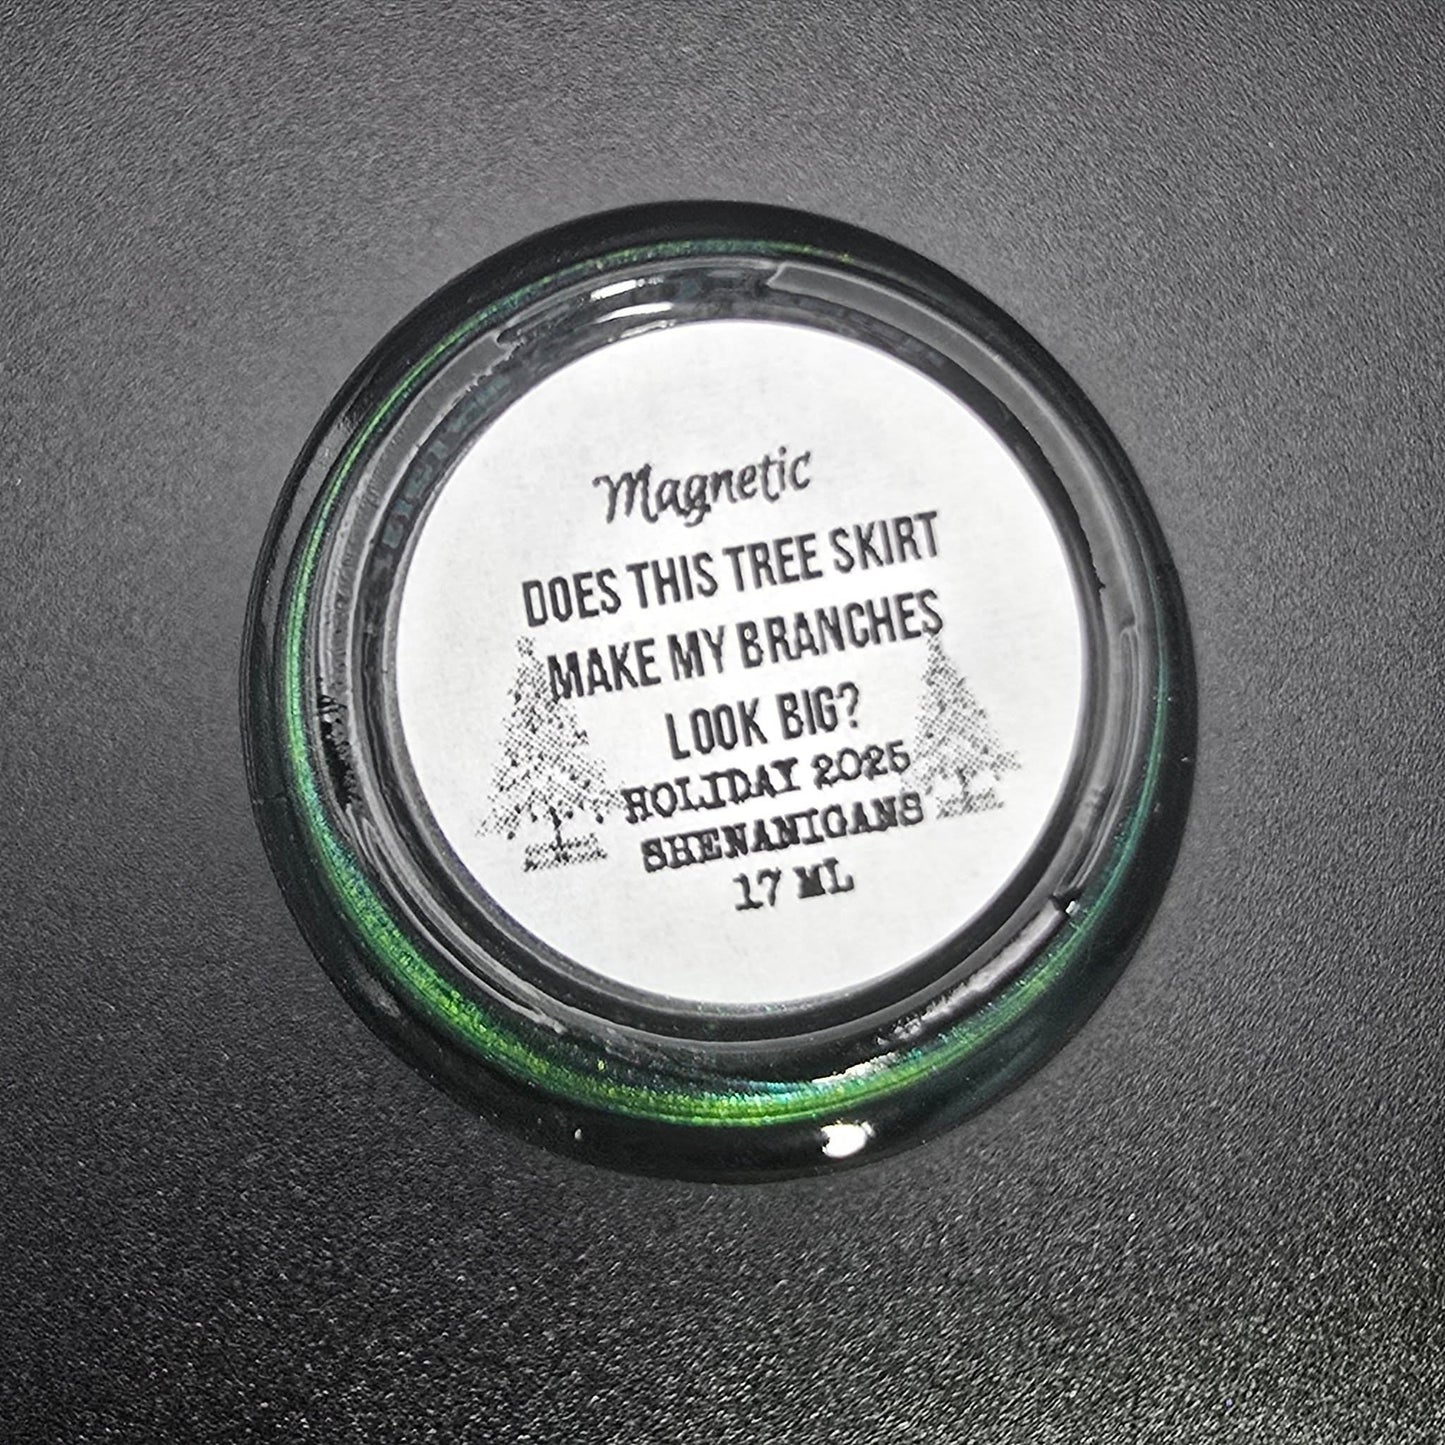 Magnetic
DOES THIS TREE SKIRT
MAKE MY BRANCHES
LOOK BIG?
HOLIDAY 2025
SHENANIGANS
17 ML